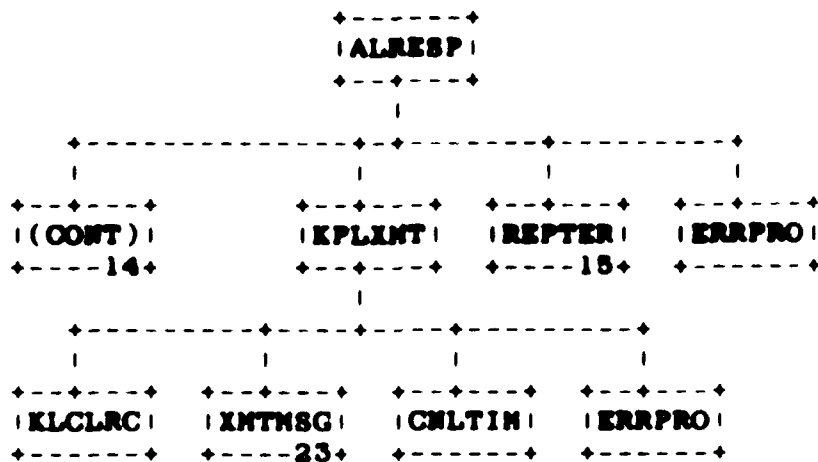 ALRESP
(CONT) KPLXMT REPTER ERRPRO
14 15
KLCLRC XMTMSG CNLTIM ERRPRO
23